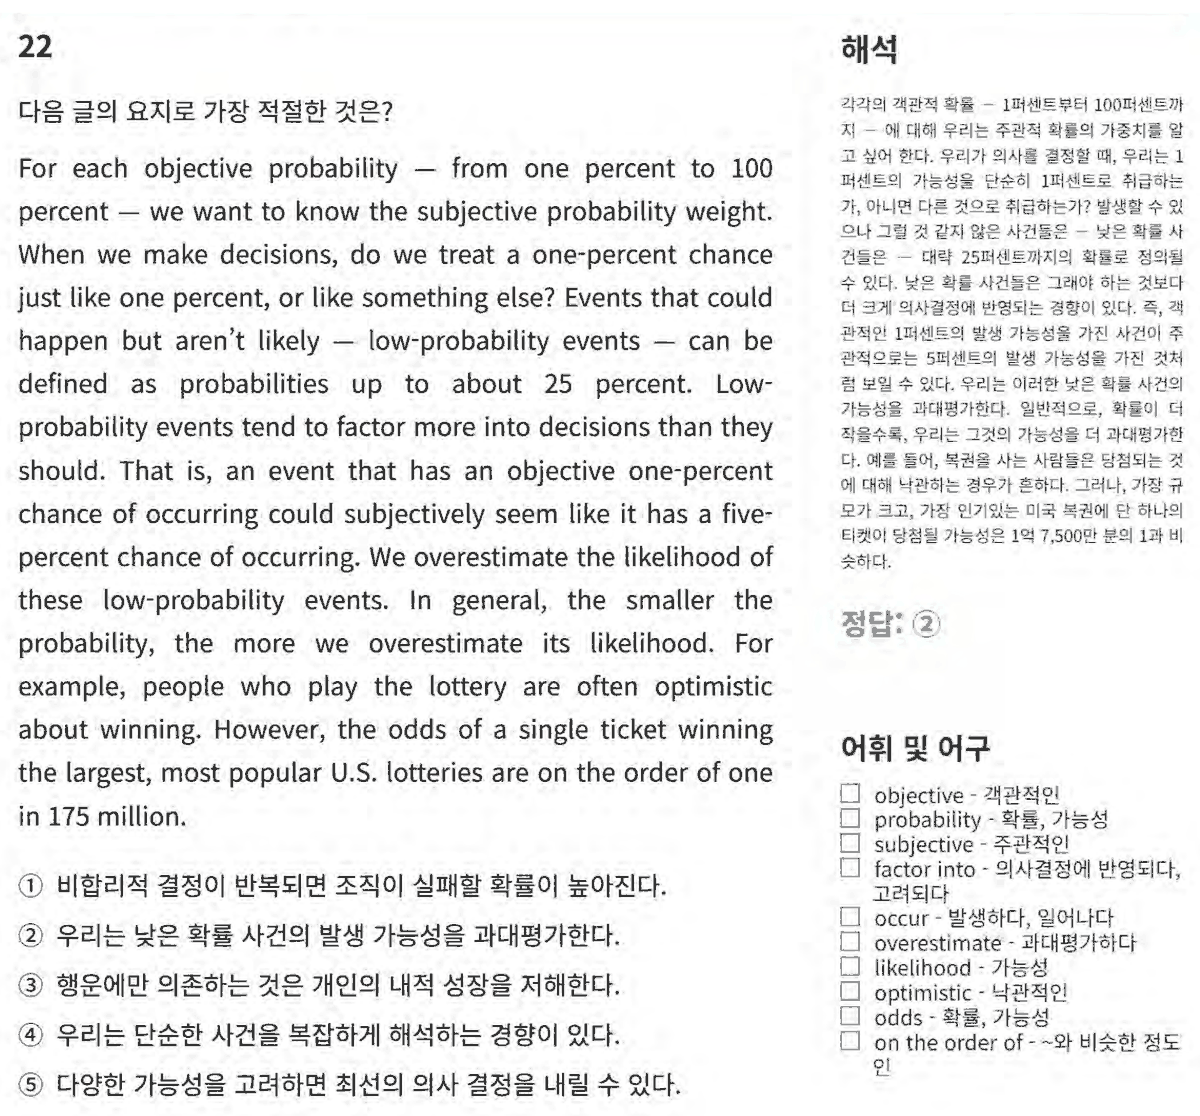 22
다음 글의 요지로 가장 적절한 것은?
For each objective probability — from one percent to 100
percent — we want to know the subjective probability weight.
When we make decisions, do we treat a one-percent chance
just like one percent, or like something else? Events that could
happen but aren't likely — low-probability events — can be
defined as probabilities up to about 25 percent. Low-
probability events tend to factor more into decisions than they
should. That is, an event that has an objective one-percent
chance of occurring could subjectively seem like it has a five-
percent chance of occurring. We overestimate the likelihood of
these low-probability events. In general, the smaller the
probability, the more we overestimate its likelihood. For
example, people who play the lottery are often optimistic
about winning. However, the odds of a single ticket winning
the largest, most popular U.S. lotteries are on the order of one
in 175 million.
① 비합리적 결정이 반복되면 조직이 실패할 확률이 높아진다.
② 우리는 낮은 확률 사건의 발생 가능성을 과대평가한다.
③ 행운에만 의존하는 것은 개인의 내적 성장을 저해한다.
④ 우리는 단순한 사건을 복잡하게 해석하는 경향이 있다.
⑤ 다양한 가능성을 고려하면 최선의 의사 결정을 내릴 수 있다.
해석
각각의 객관적 확률 — 1퍼센트부터 100퍼센트까
지 — 에 대해 우리는 주관적 확률의 가중치를 알
고 싶어 한다. 우리가 의사를 결정할 때, 우리는 1
퍼센트의 가능성을 단순히 1퍼센트로 취급하는
가, 아니면 다른 것으로 취급하는가? 발생할 수 있
으나 그럴 것 같지 않은 사건들은 — 낮은 확률 사
건들은 — 대략 25퍼센트까지의 확률로 정의될
수 있다. 낮은 확률 사건들은 그래야 하는 것보다
더 크게 의사결정에 반영되는 경향이 있다. 즉, 객
관적인 1퍼센트의 발생 가능성을 가진 사건이 주
관적으로는 5퍼센트의 발생 가능성을 가진 것처
럼 보일 수 있다. 우리는 이러한 낮은 확률 사건의
가능성을 과대평가한다. 일반적으로, 확률이 더
작을수록, 우리는 그것의 가능성을 더 과대평가한
다. 예를 들어, 복권을 사는 사람들은 당첨되는 것
에 대해 낙관하는 경우가 흔하다. 그러나, 가장 규
모가 크고, 가장 인기있는 미국 복권에 단 하나의
티켓이 당첨될 가능성은 1억 7,500만 분의 1과 비
슷하다.
정답: ②
어휘 및 어구
☐ objective - 객관적인
☐ probability - 확률, 가능성
☐ subjective - 주관적인
☐ factor into - 의사결정에 반영되다,
고려되다
☐ occur - 발생하다, 일어나다
☐ overestimate - 과대평가하다
☐ likelihood - 가능성
☐ optimistic - 낙관적인
☐ odds - 확률, 가능성
☐ on the order of - ~와 비슷한 정도
인